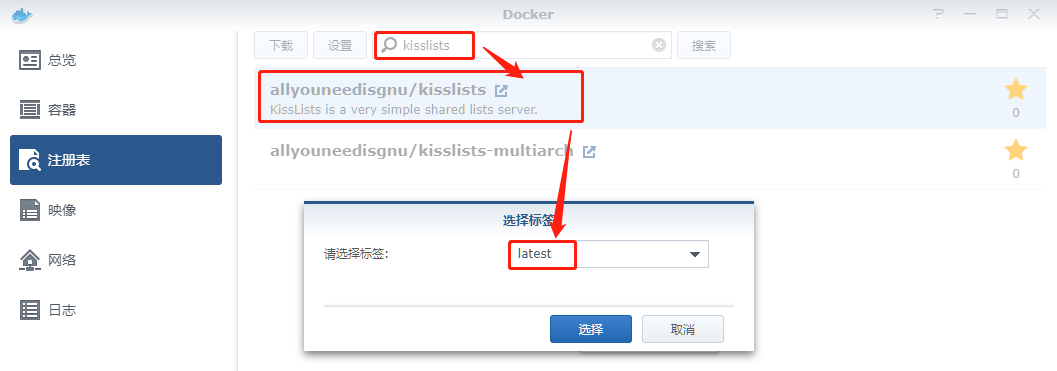 Docker
总览
容器
注册表
映像
网络
日志
下载
设置
kisslists
搜索
allyouneedisgnu/kisslists
KissLists is a very simple shared lists server.
0
allyouneedisgnu/kisslists-multiarch
0
选择标签
请选择标签:
latest
选择
取消